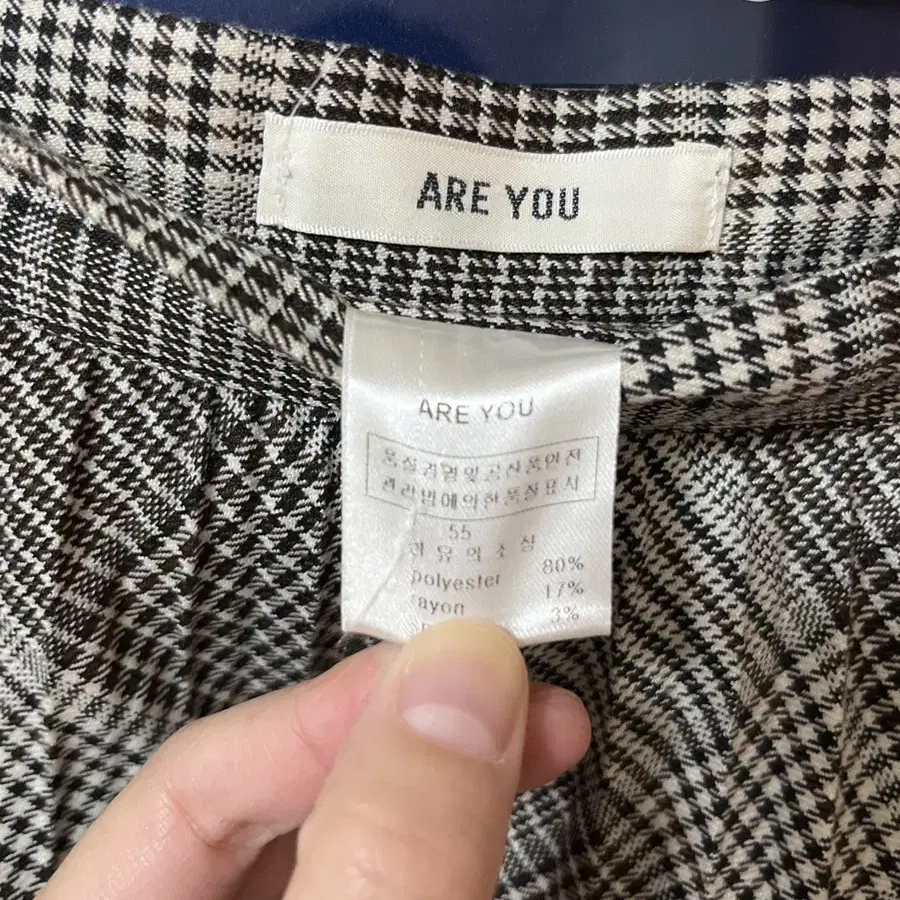 ARE YOU
ARE YOU
품질경영및공산품안전
관리법에의한품질표시
55
섬유의조성
polyester 80%
rayon 17%
3%